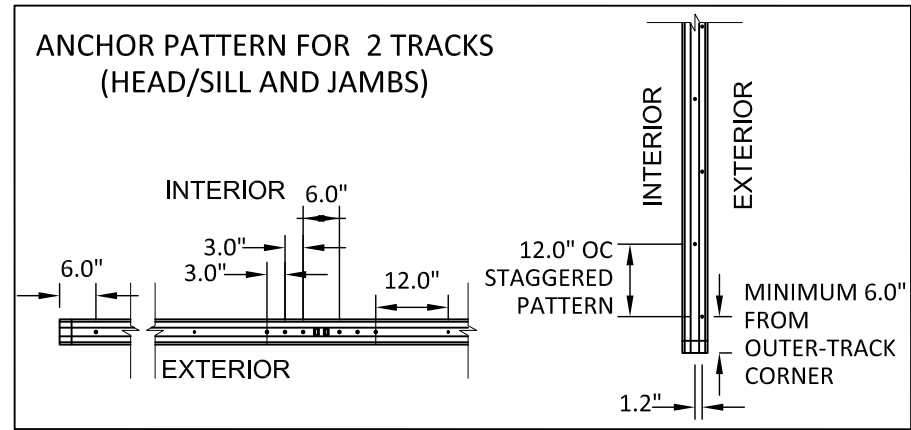 ANCHOR PATTERN FOR 2 TRACKS
(HEAD/SILL AND JAMBS)
INTERIOR
6.0"
3.0"
3.0"
6.0"
12.0"
EXTERIOR
INTERIOR
EXTERIOR
12.0" OC
STAGGERED
PATTERN
MINIMUM 6.0"
FROM
OUTER-TRACK
CORNER
1.2"